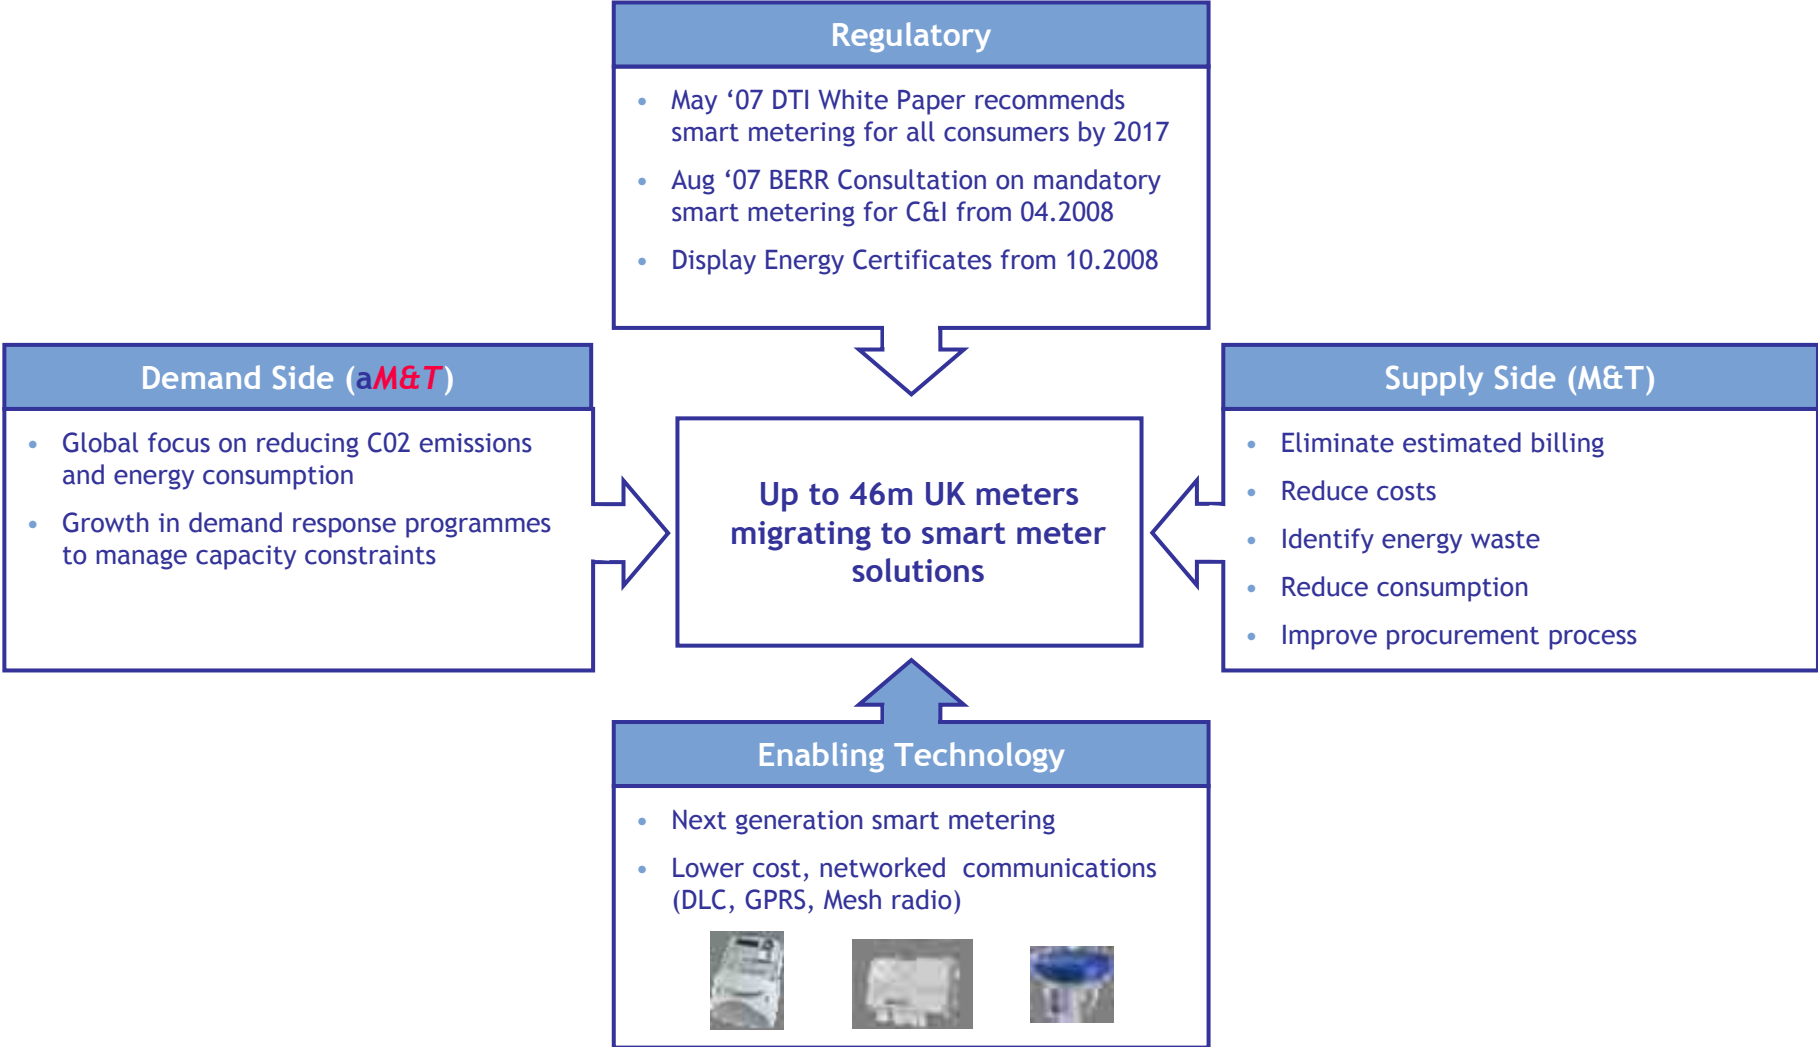 Regulatory
• May ‘07 DTI White Paper recommends
smart metering for all consumers by 2017
• Aug ‘07 BERR Consultation on mandatory
smart metering for C&I from 04.2008
• Display Energy Certificates from 10.2008
Demand Side (aM&T)
• Global focus on reducing C02 emissions
and energy consumption
• Growth in demand response programmes
to manage capacity constraints
Up to 46m UK meters
migrating to smart meter
solutions
Supply Side (M&T)
• Eliminate estimated billing
• Reduce costs
• Identify energy waste
• Reduce consumption
• Improve procurement process
Enabling Technology
• Next generation smart metering
• Lower cost, networked communications
(DLC, GPRS, Mesh radio)